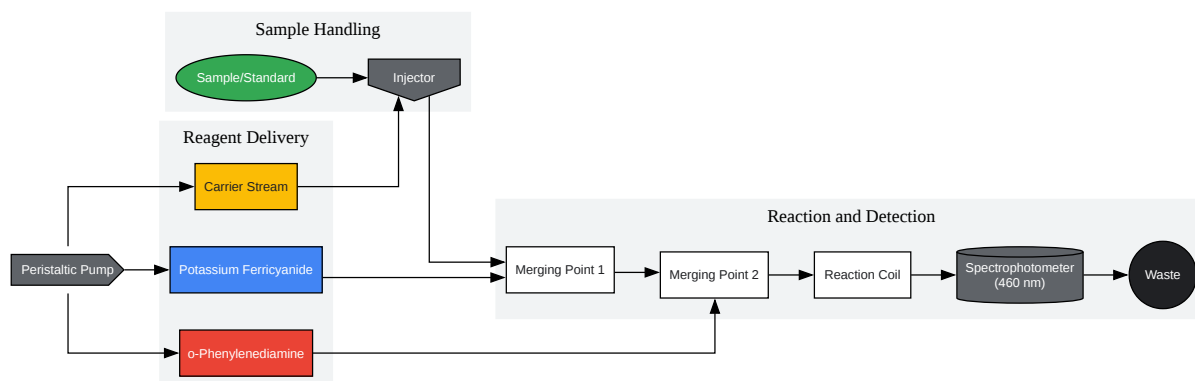 Sample Handling
Sample/Standard
Injector
Reagent Delivery
Carrier Stream
Peristaltic Pump
Potassium Ferricyanide
o-Phenylenediamine
Reaction and Detection
Merging Point 1
Merging Point 2
Reaction Coil
Spectrophotometer
(460 nm)
Waste